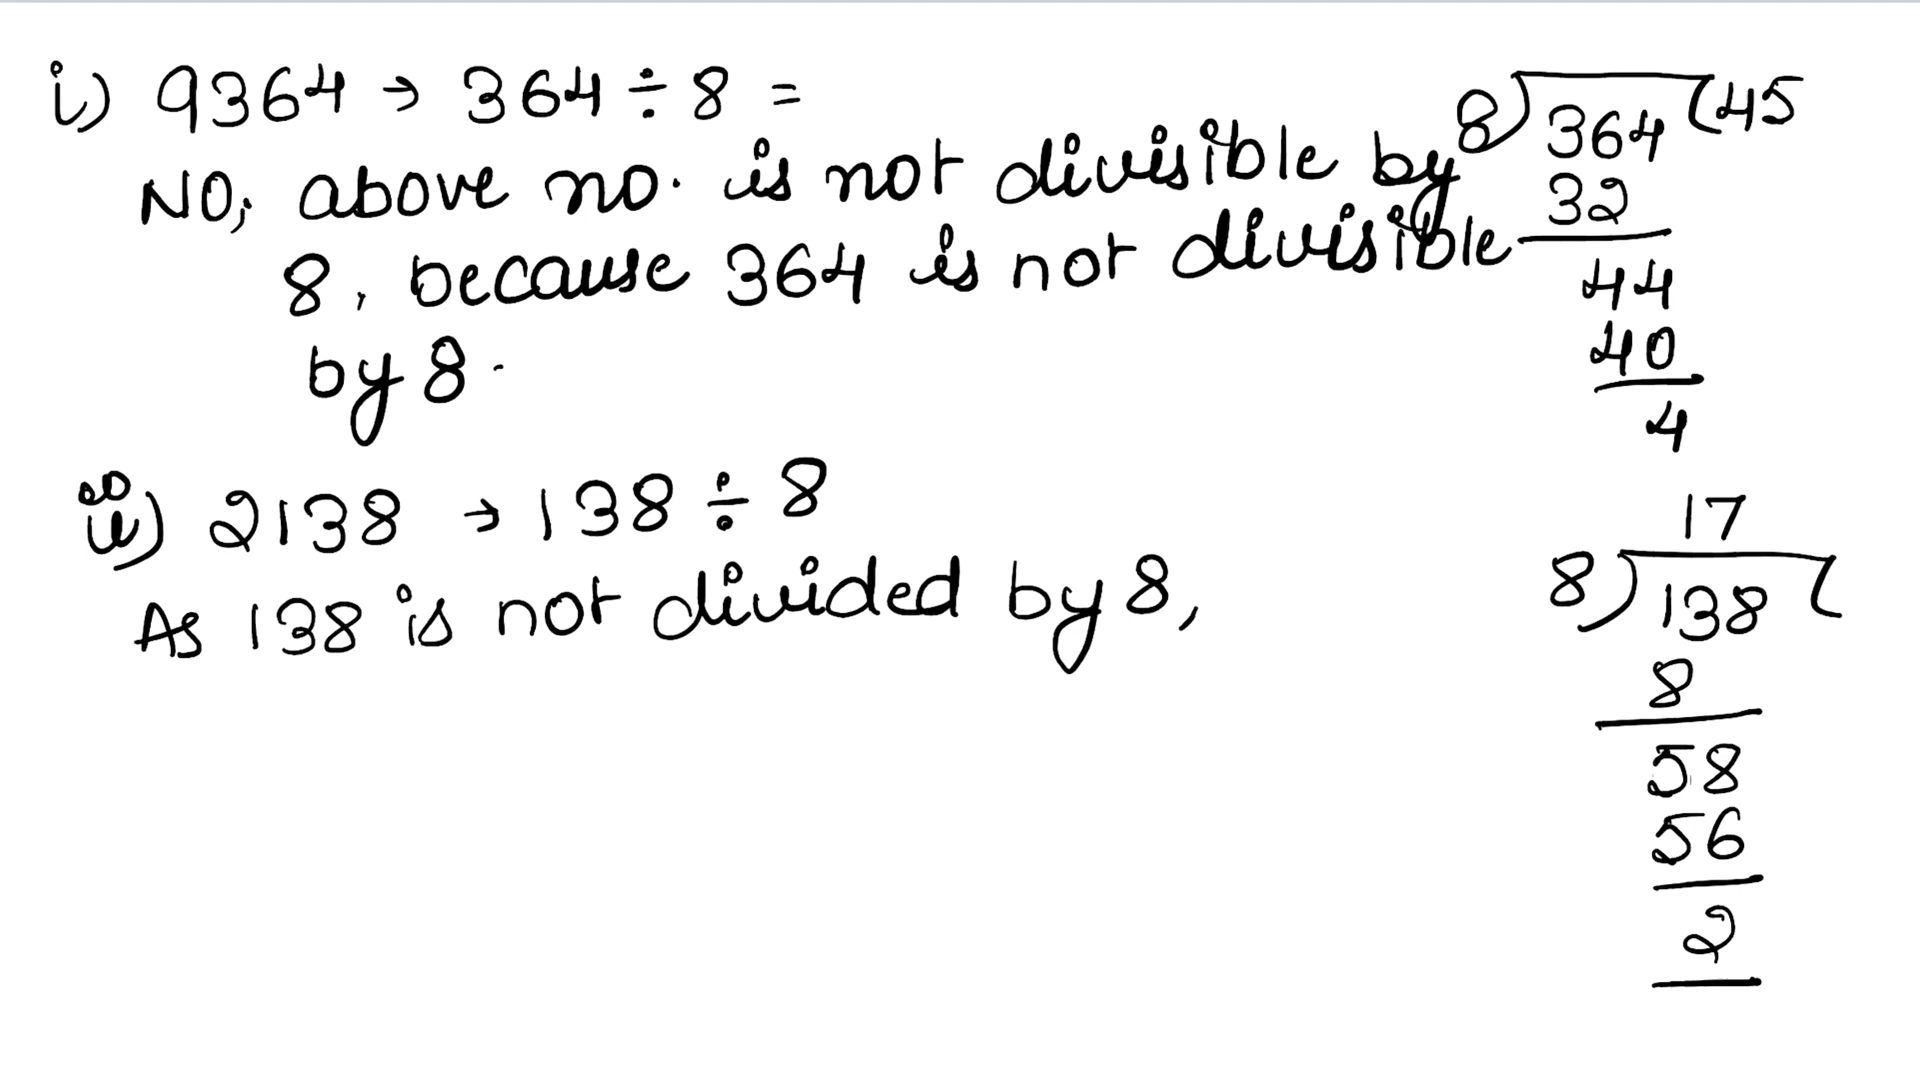 i) 9364 → 364 ÷ 8 =
NO, above no. is not divisible by
8, because 364 is not divisible
by 8.
8)364(45
32
44
40
4
ii) 2138 → 138 ÷ 8
As 138 is not divided by 8,
17
8)138(
8
58
56
2